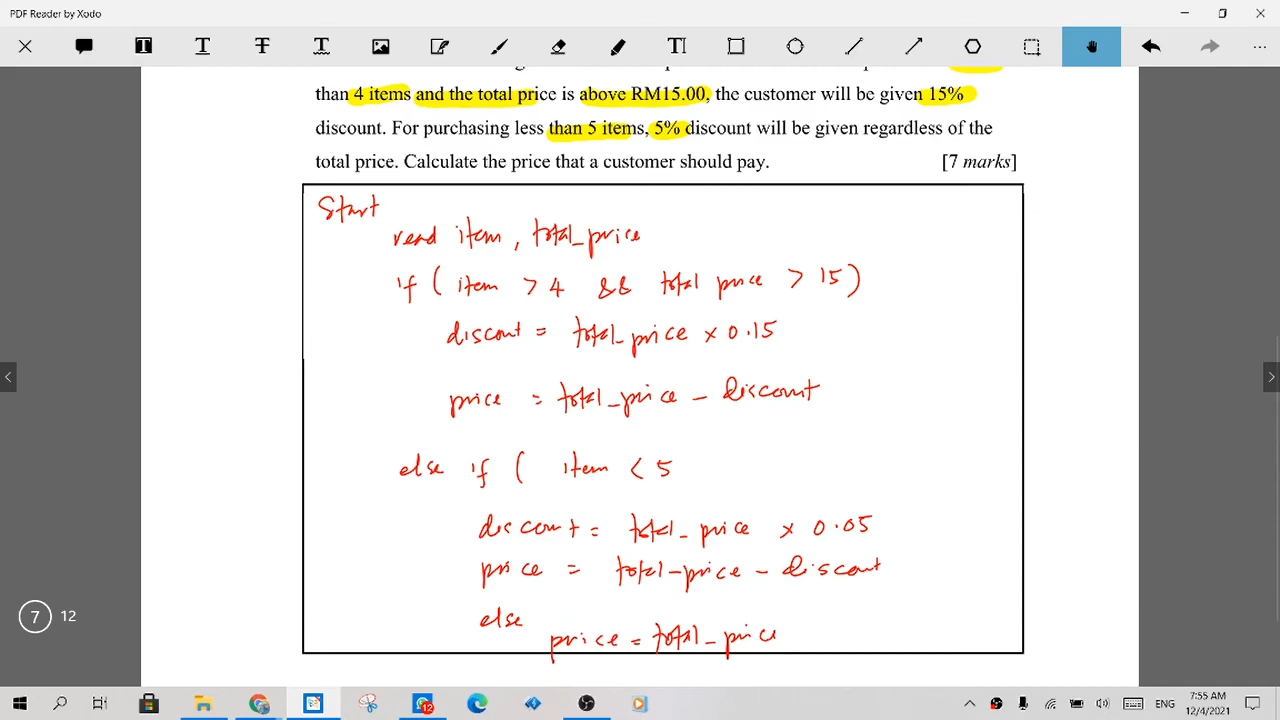 PDF Reader by Xodo
than 4 items and the total price is above RM15.00, the customer will be given 15%
discount. For purchasing less than 5 items, 5% discount will be given regardless of the
total price. Calculate the price that a customer should pay. [7 marks]
Start
read item, total_price
if ( item > 4 && total price > 15)
discont = total_price x 0.15
price = total_price - discount
else if ( item < 5
discount = total_price x 0.05
price = total-price - discount
else
price = total_price
7 12
12
ENG
7:55 AM
12/4/2021